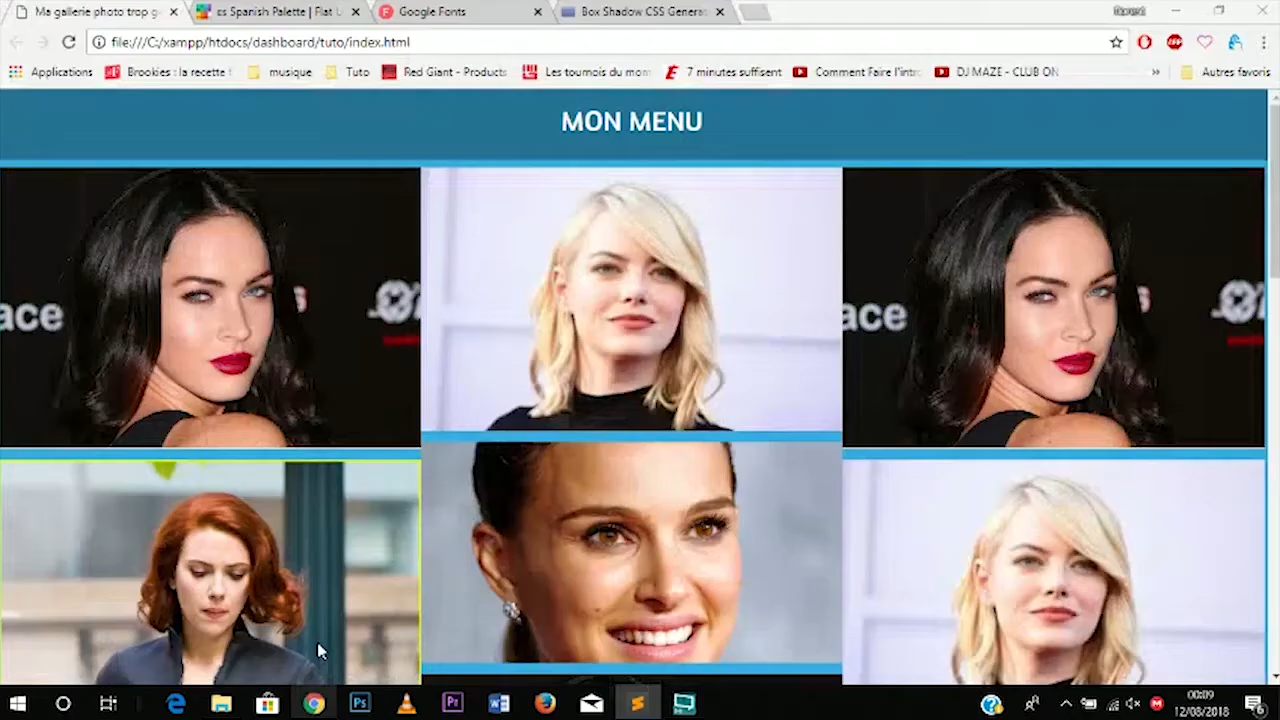 Ma gallerie photo trop g
cs Spanish Palette | Flat U
Google Fonts
Box Shadow CSS Generat
file:///C:/xampp/htdocs/dashboard/tuto/index.html
Applications
Brookies : la recette f
musique
Tuto
Red Giant - Products
Les tournois du mom
7 minutes suffisent
Comment Faire l'intr
DJ MAZE - CLUB ON
»
Autres favoris
MON MENU
ace
ace
00:09
12/08/2018